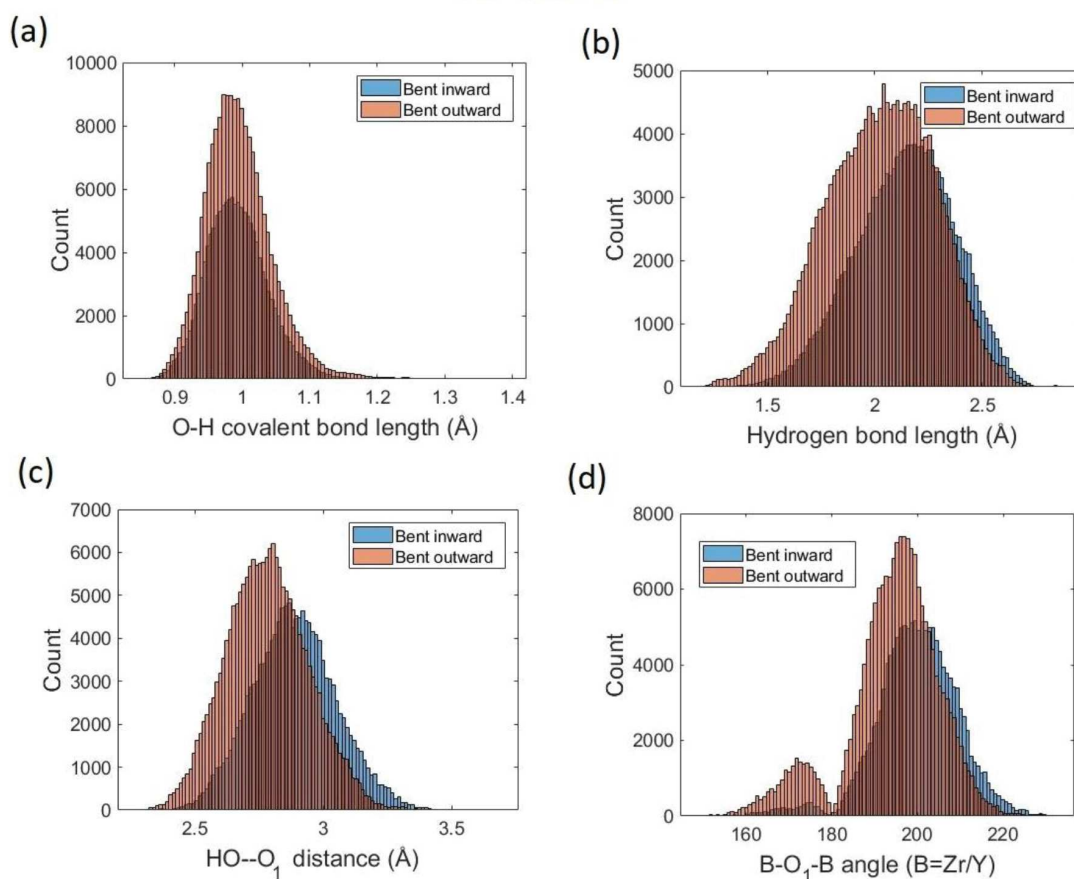 (a)
10000
8000
6000
4000
2000
0
Count
Bent inward
Bent outward
0.9 1 1.1 1.2 1.3 1.4
O-H covalent bond length (Å)
(b)
5000
4000
3000
2000
1000
0
Count
Bent inward
Bent outward
1.5 2 2.5
Hydrogen bond length (Å)
(c)
7000
6000
5000
4000
3000
2000
1000
0
Count
Bent inward
Bent outward
2.5 3 3.5
HO--O1 distance (Å)
(d)
8000
6000
4000
2000
0
Count
Bent inward
Bent outward
160 180 200 220
B-O1-B angle (B=Zr/Y)